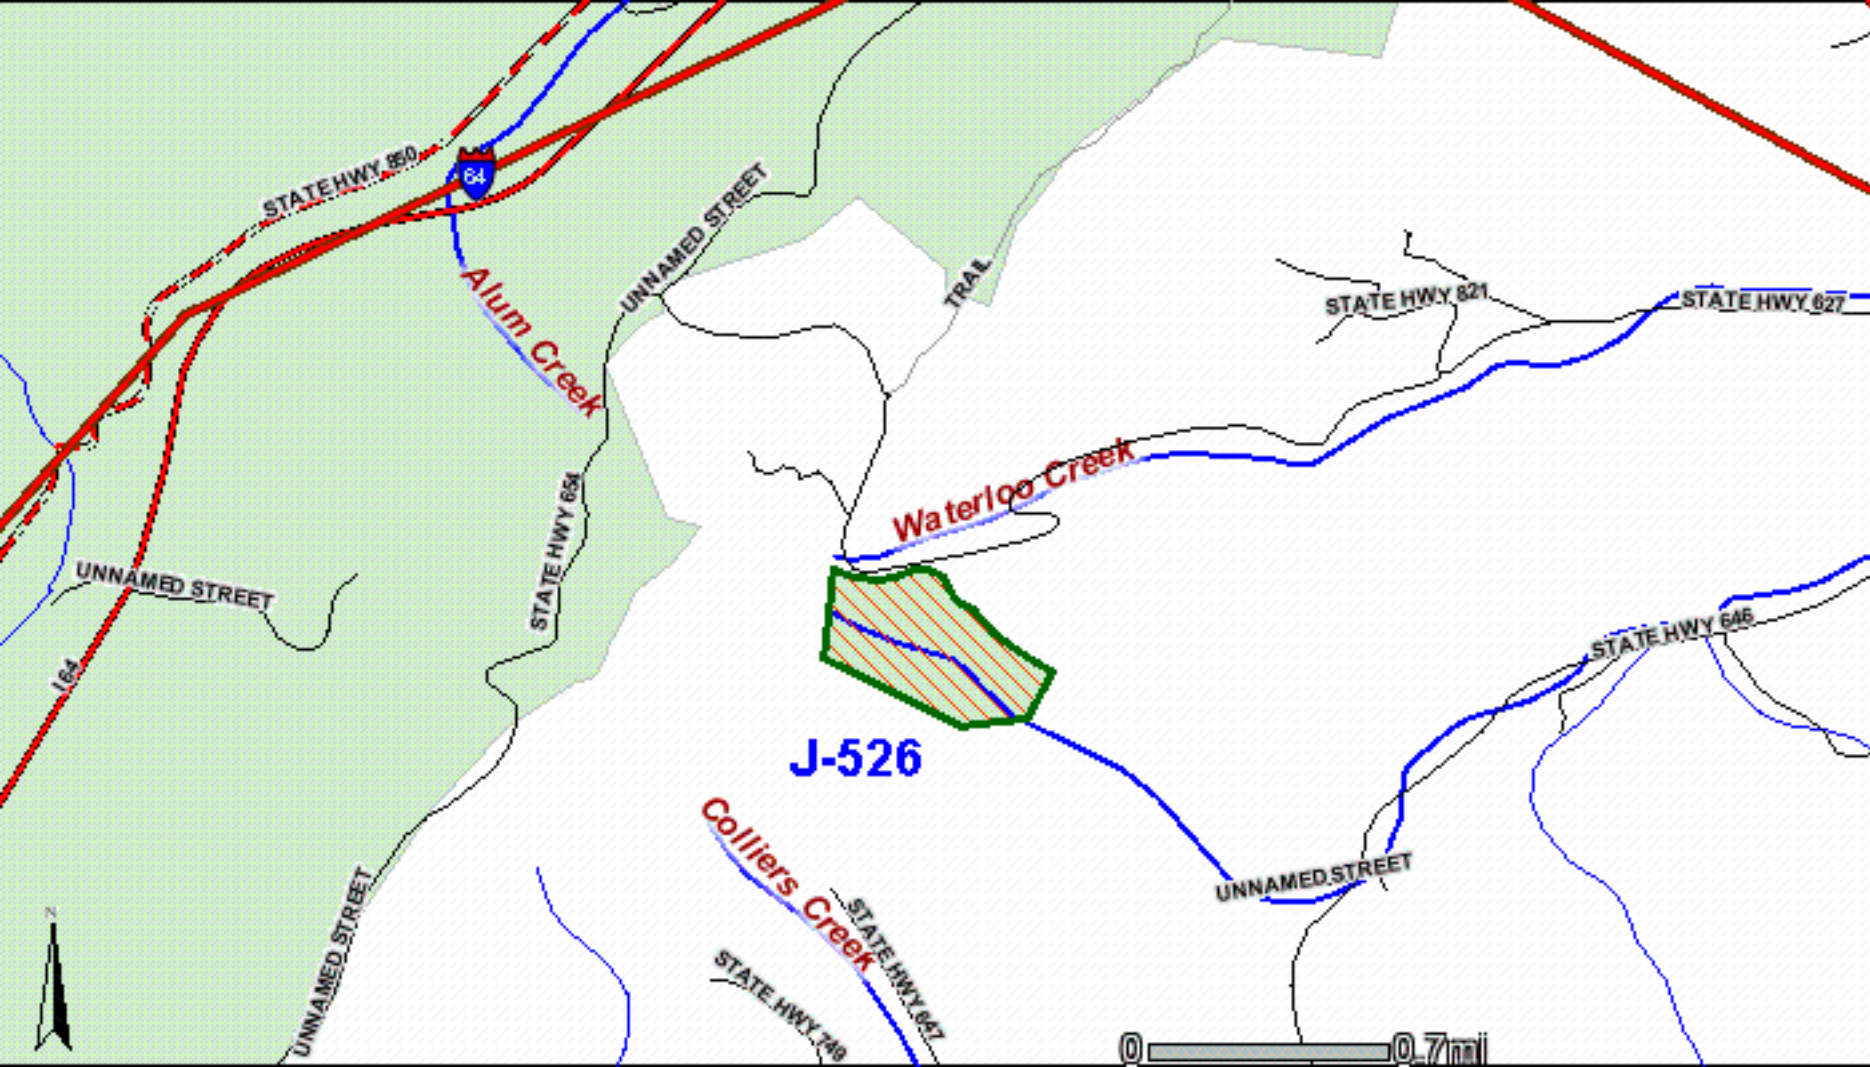 STATE HWY 850
64
UNNAMED STREET
Alum Creek
TRAIL
STATE HWY 821
STATE HWY 627
Waterloo Creek
STATE HWY 654
UNNAMED STREET
I 64
STATE HWY 646
J-526
Colliers Creek
UNNAMED STREET
UNNAMED STREET
STATE HWY 647
STATE HWY 749
N
0
0.7mi